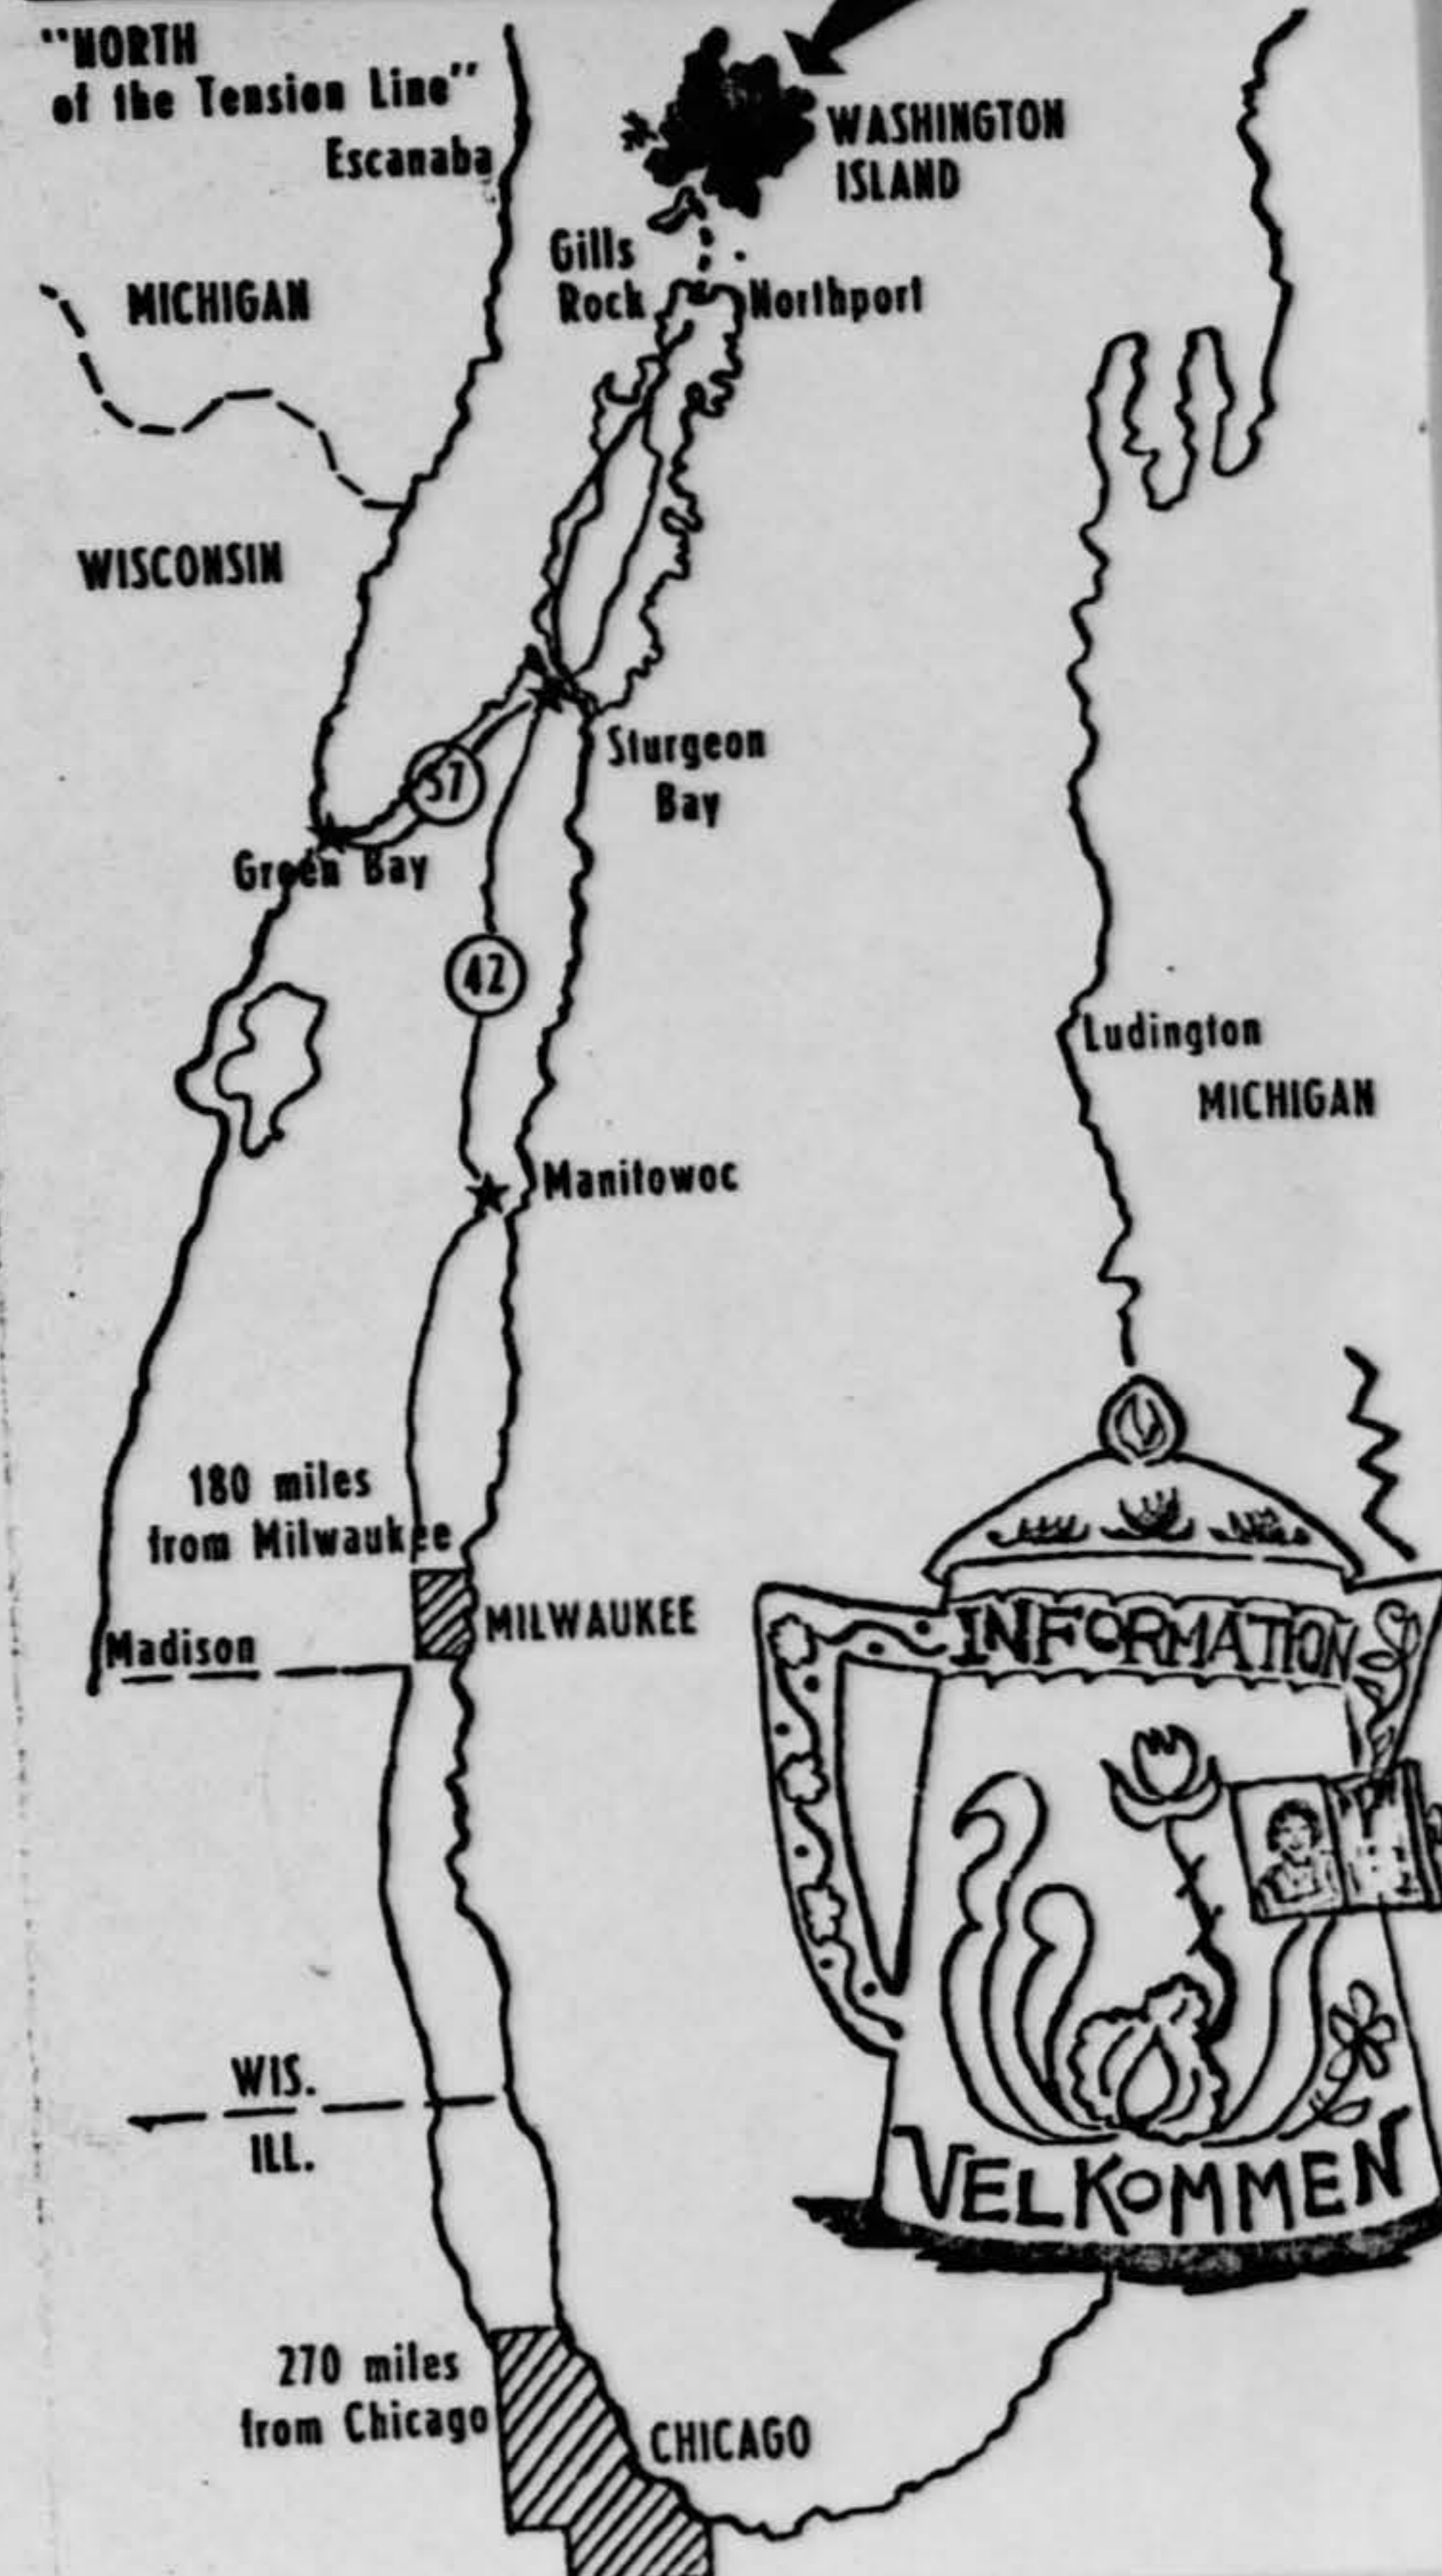 "NORTH
of the Tension Line"
Escanaba
WASHINGTON
ISLAND
Gills
Rock
Northport
MICHIGAN
WISCONSIN
Sturgeon
Bay
57
Green Bay
42
Ludington
MICHIGAN
Manitowoc
180 miles
from Milwaukee
MILWAUKEE
Madison
INFORMATION
WIS.
ILL.
VELKOMMEN
270 miles
from Chicago
CHICAGO